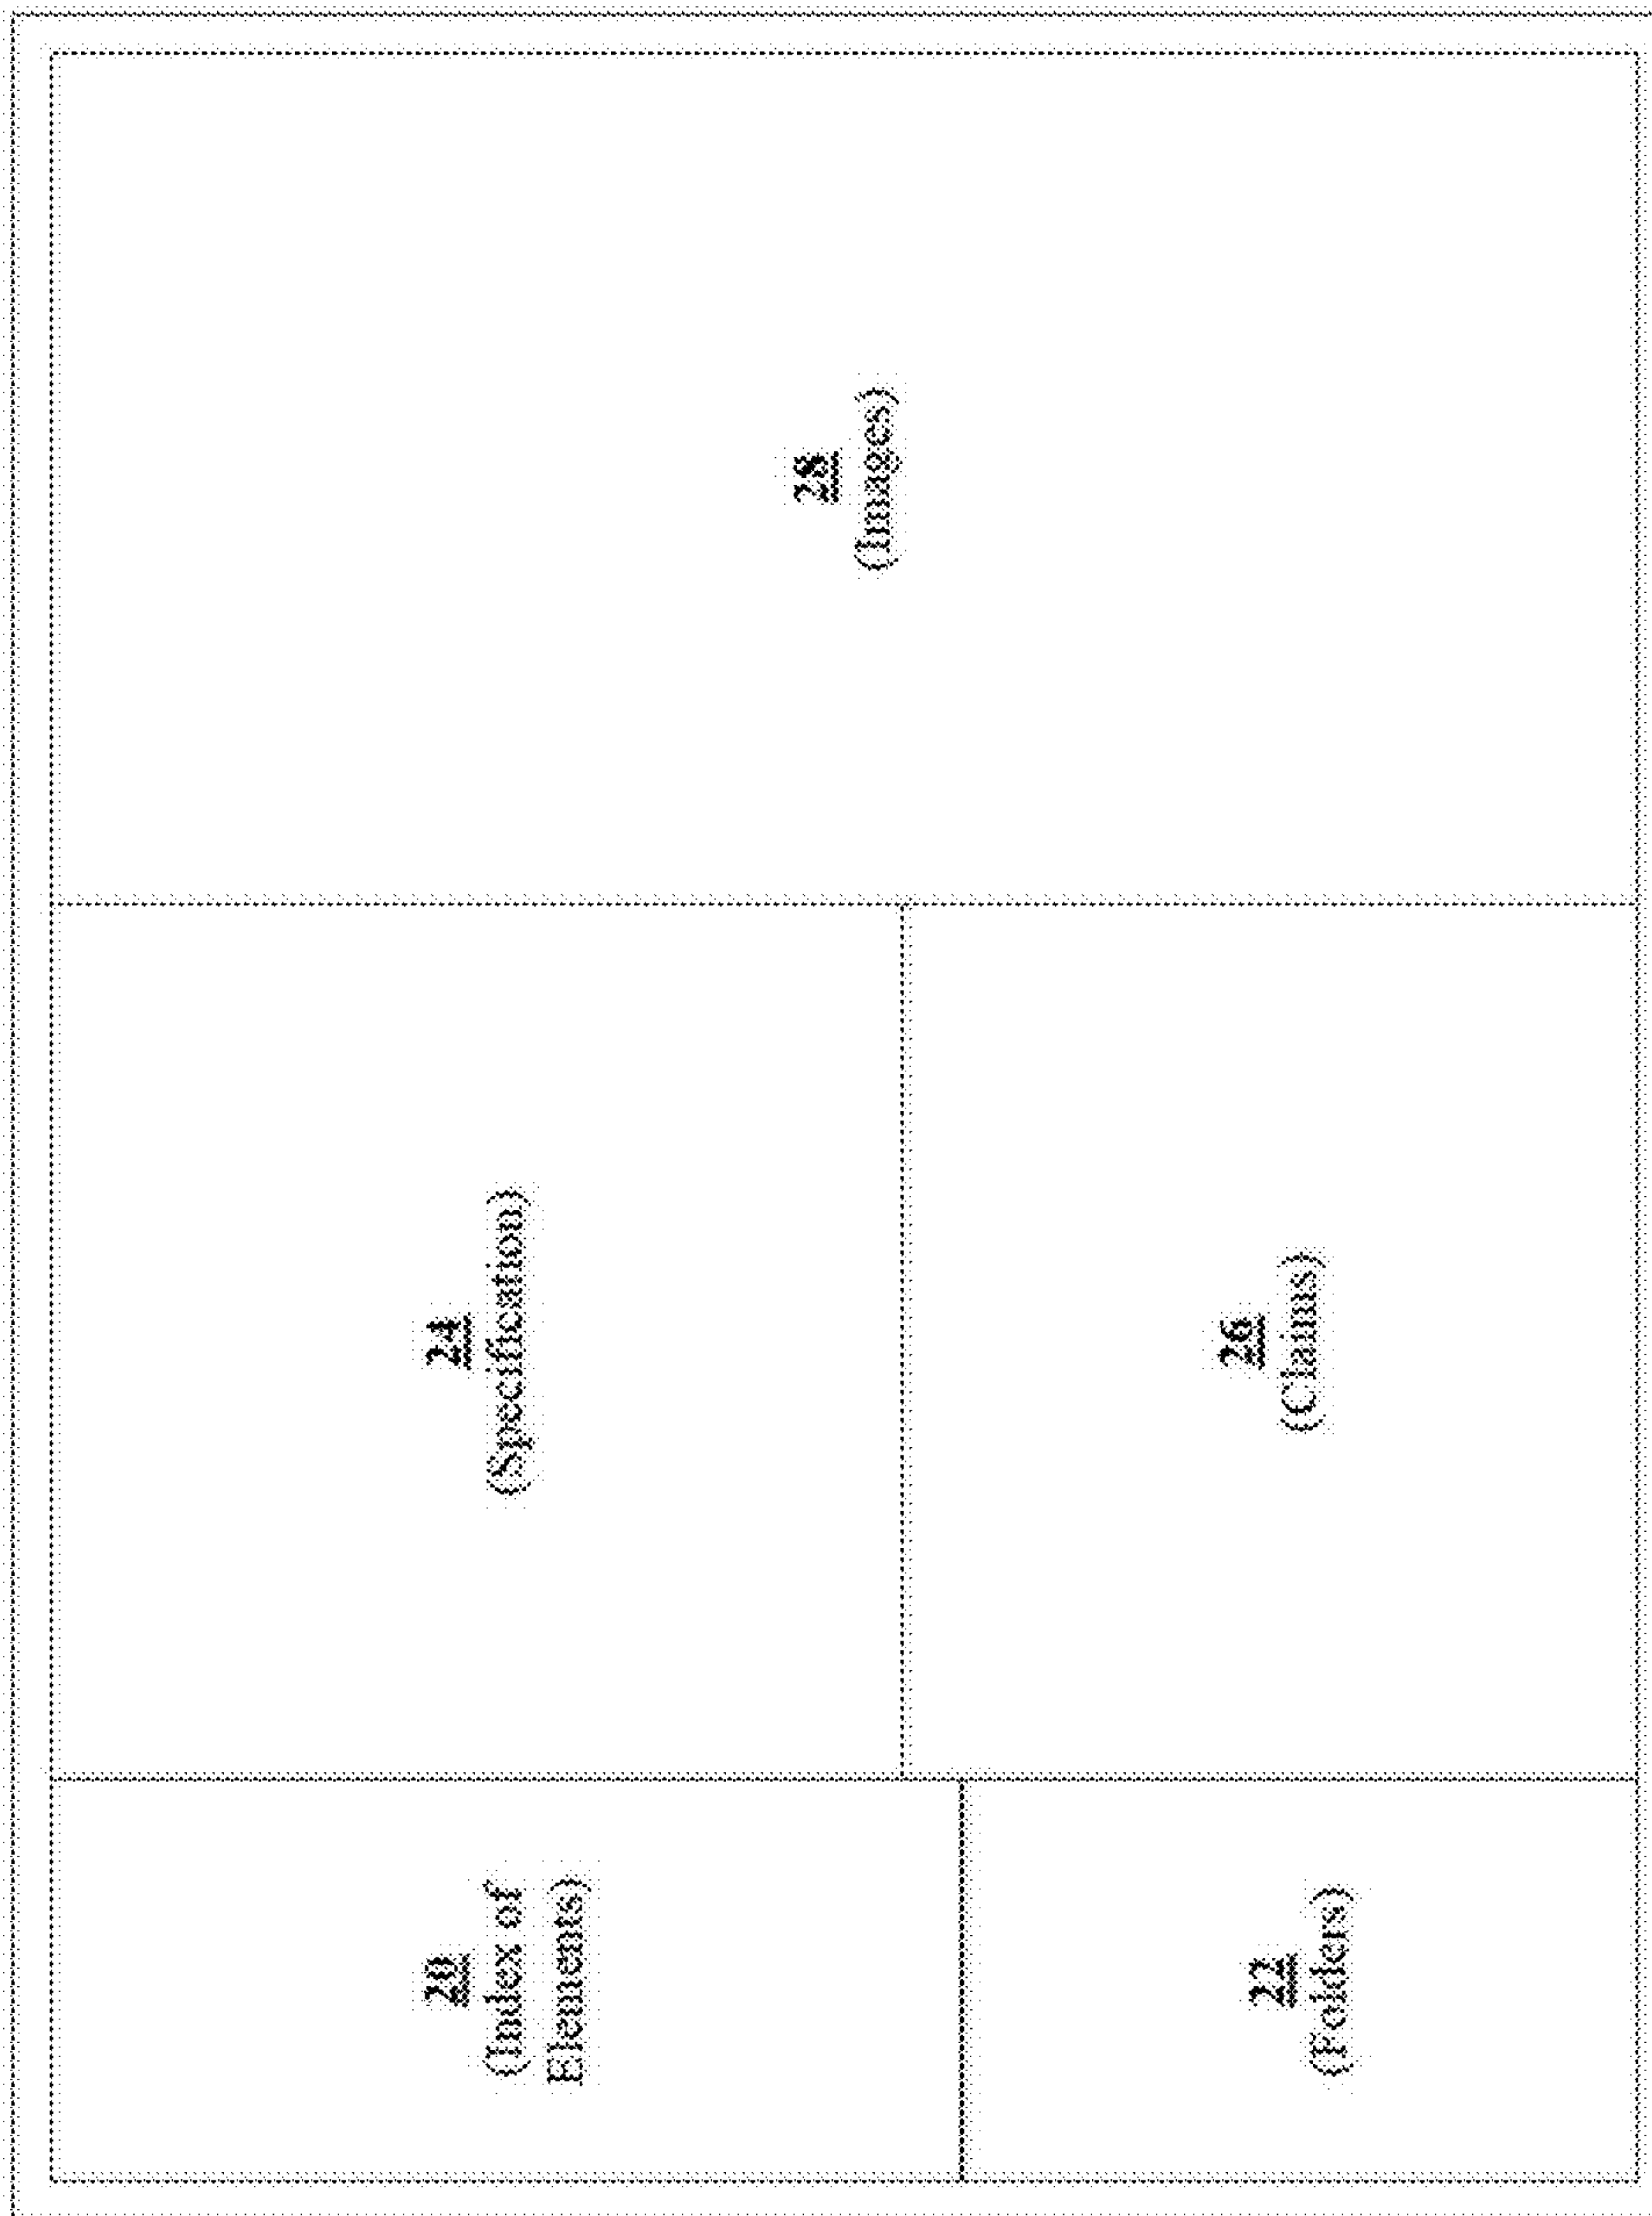 20
(Index of
Elements)
22
(Folders)
24
(Specification)
26
(Claims)
28
(Images)